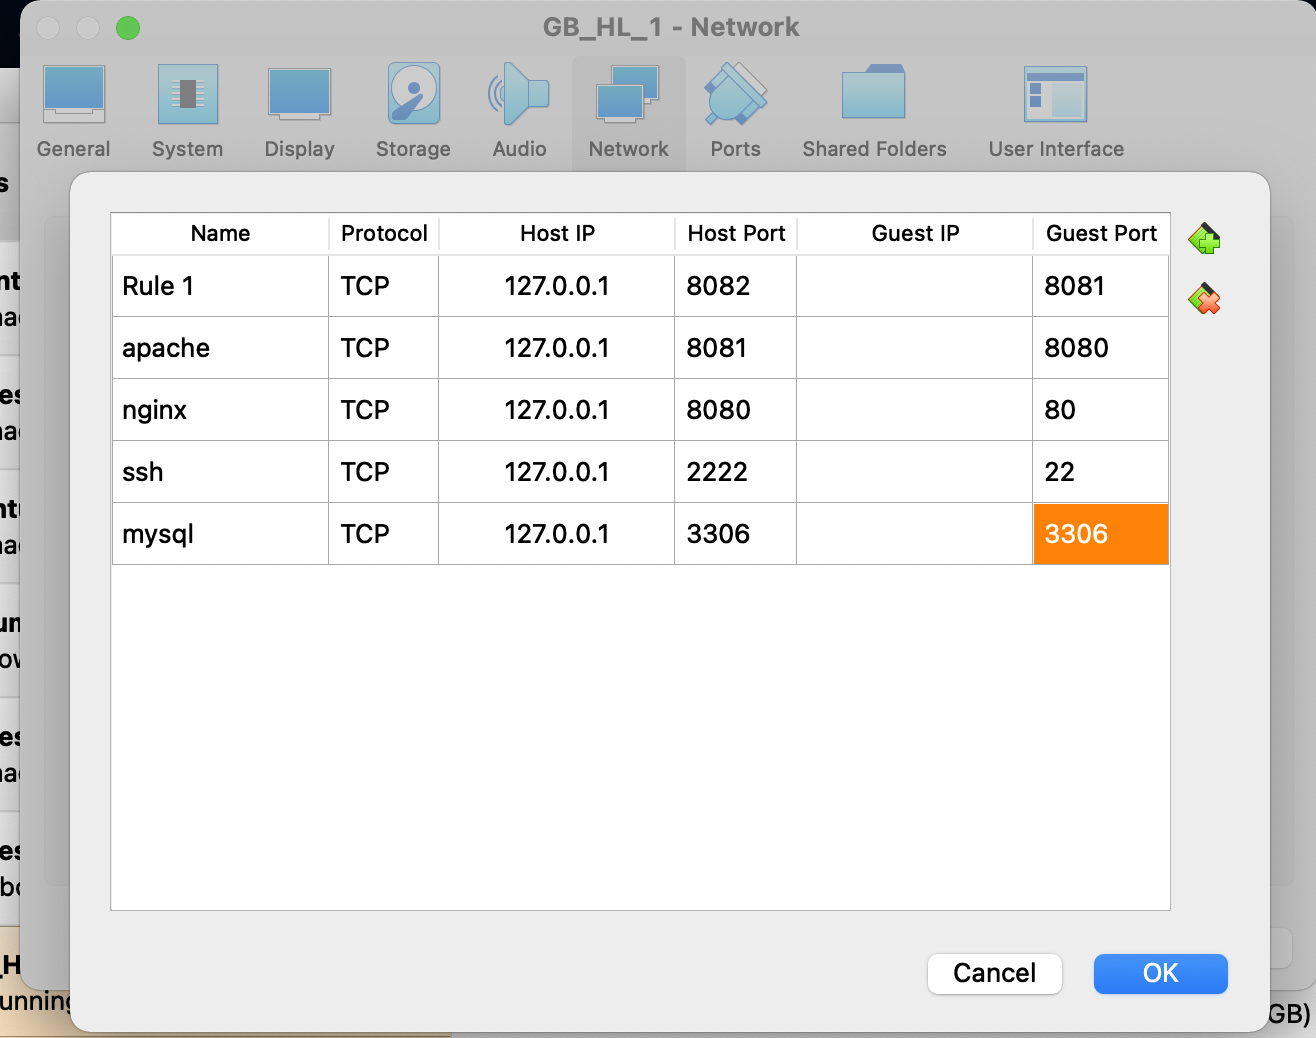 GB_HL_1 - Network
General System Display Storage Audio Network Ports Shared Folders User Interface
Name Protocol Host IP Host Port Guest IP Guest Port
Rule 1 TCP 127.0.0.1 8082 8081
apache TCP 127.0.0.1 8081 8080
nginx TCP 127.0.0.1 8080 80
ssh TCP 127.0.0.1 2222 22
mysql TCP 127.0.0.1 3306 3306
Cancel OK
GB)